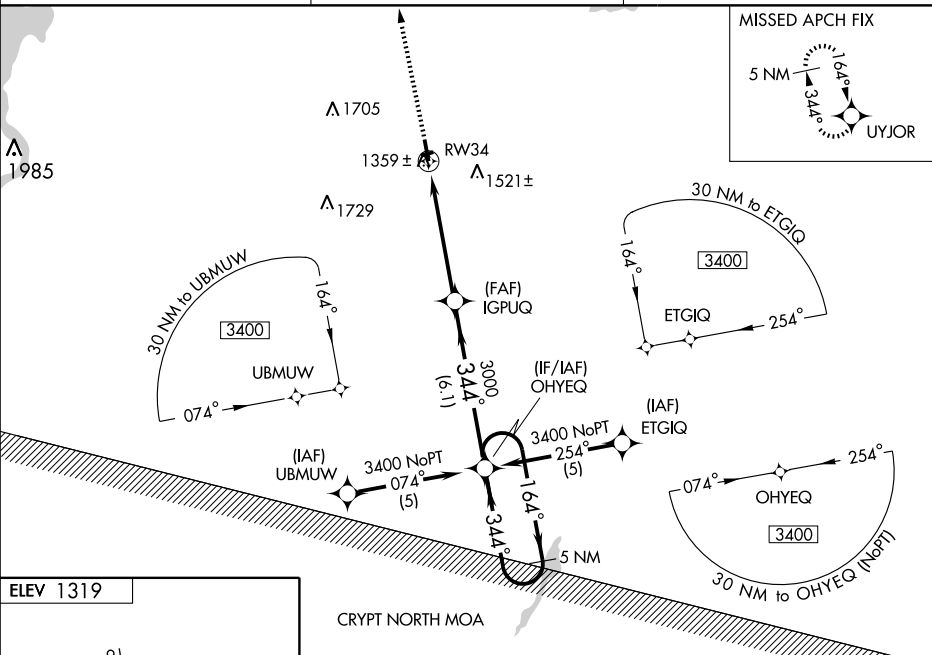 MISSED APCH FIX
5 NM
164°
344°
UYJOR
1705
1985
1359 ±
RW34
1521±
1729
30 NM to ETGIQ
164°
3400
ETGIQ
254°
30 NM to UBMUW
164°
3400
UBMUW
074°
(FAF)
IGPUQ
3000
344°
(6.1)
(IF/IAF)
OHYEQ
(IAF)
ETGIQ
3400 NoPT
254°
(5)
(IAF)
UBMUW
3400 NoPT
074°
(5)
344°
164°
5 NM
074°
254°
OHYEQ
3400
30 NM to OHYEQ (NoPT)
ELEV 1319
CRYPT NORTH MOA